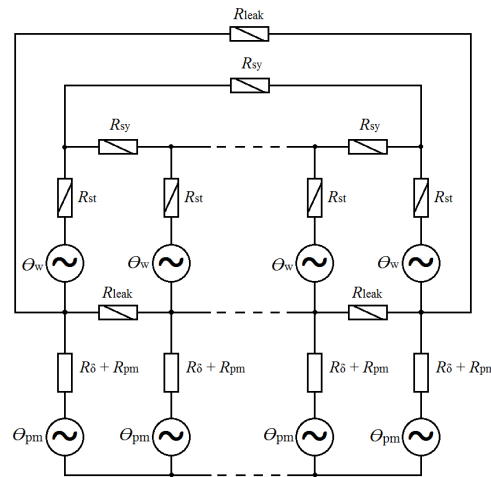 Rleak
Rsy
Rsy Rsy
Rst Rst Rst Rst
Θw Θw Θw Θw
Rleak Rleak
Rδ + Rpm Rδ + Rpm Rδ + Rpm Rδ + Rpm
Θpm Θpm Θpm Θpm